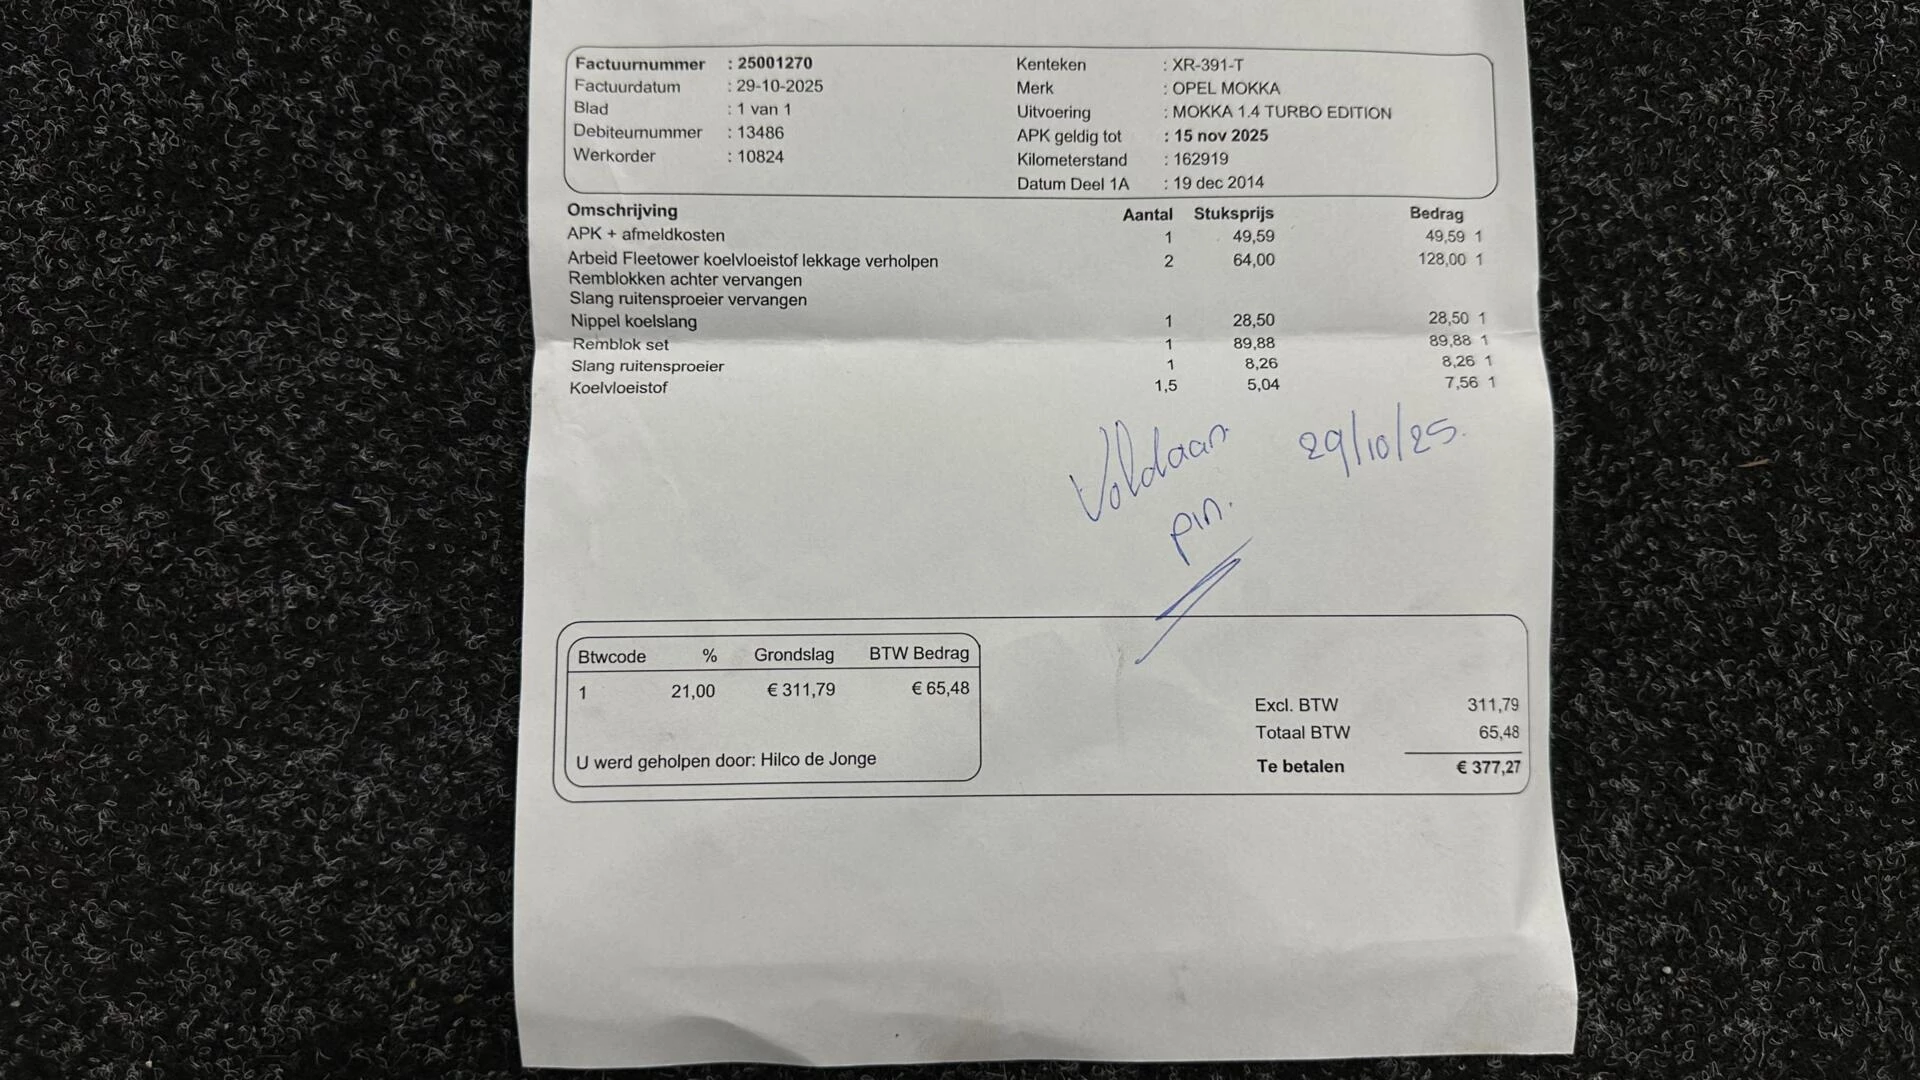 Factuurnummer : 25001270 Kenteken : XR-391-T
Factuurdatum : 29-10-2025 Merk : OPEL MOKKA
Blad : 1 van 1 Uitvoering : MOKKA 1.4 TURBO EDITION
Debiteurnummer : 13486 APK geldig tot : 15 nov 2025
Werkorder : 10824 Kilometerstand : 162919
Datum Deel 1A : 19 dec 2014
Omschrijving Aantal Stuksprijs Bedrag
APK + afmeldkosten 1 49,59 49,59 1
Arbeid Fleetower koelvloeistof lekkage verholpen 2 64,00 128,00 1
Remblokken achter vervangen
Slang ruitensproeier vervangen
Nippel koelslang 1 28,50 28,50 1
Remblok set 1 89,88 89,88 1
Slang ruitensproeier 1 8,26 8,26 1
Koelvloeistof 1,5 5,04 7,56 1
Voldaan 29/10/25.
pin.
Btwcode % Grondslag BTW Bedrag
1 21,00 € 311,79 € 65,48
Excl. BTW 311,79
Totaal BTW 65,48
U werd geholpen door: Hilco de Jonge
Te betalen € 377,27